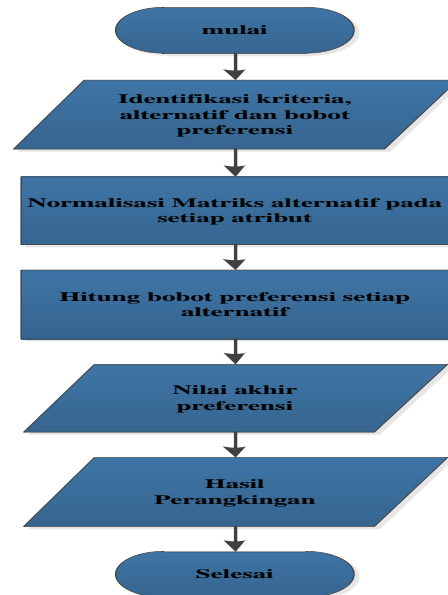 mulai
Identifikasi kriteria,
alternatif dan bobot
preferensi
Normalisasi Matriks alternatif pada
setiap atribut
Hitung bobot preferensi setiap
alternatif
Nilai akhir
preferensi
Hasil
Perangkingan
Selesai